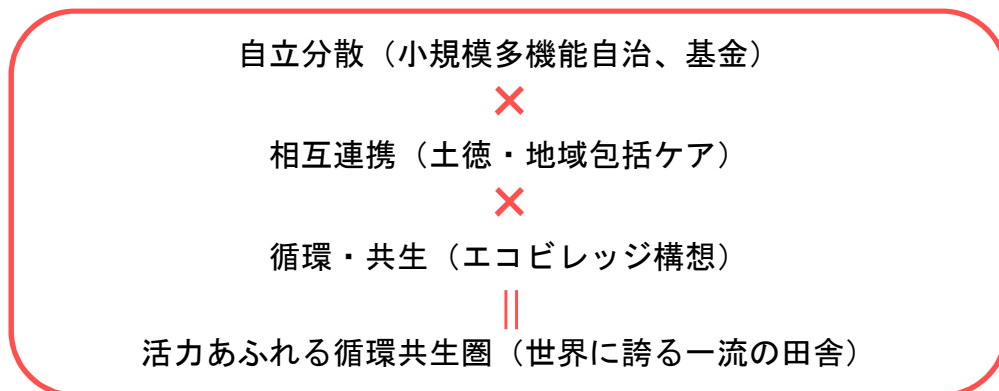 自立分散（小規模多機能自治、基金）
×
相互連携（土徳・地域包括ケア）
×
循環・共生（エコビレッジ構想）
||
活力あふれる循環共生圏（世界に誇る一流の田舎）